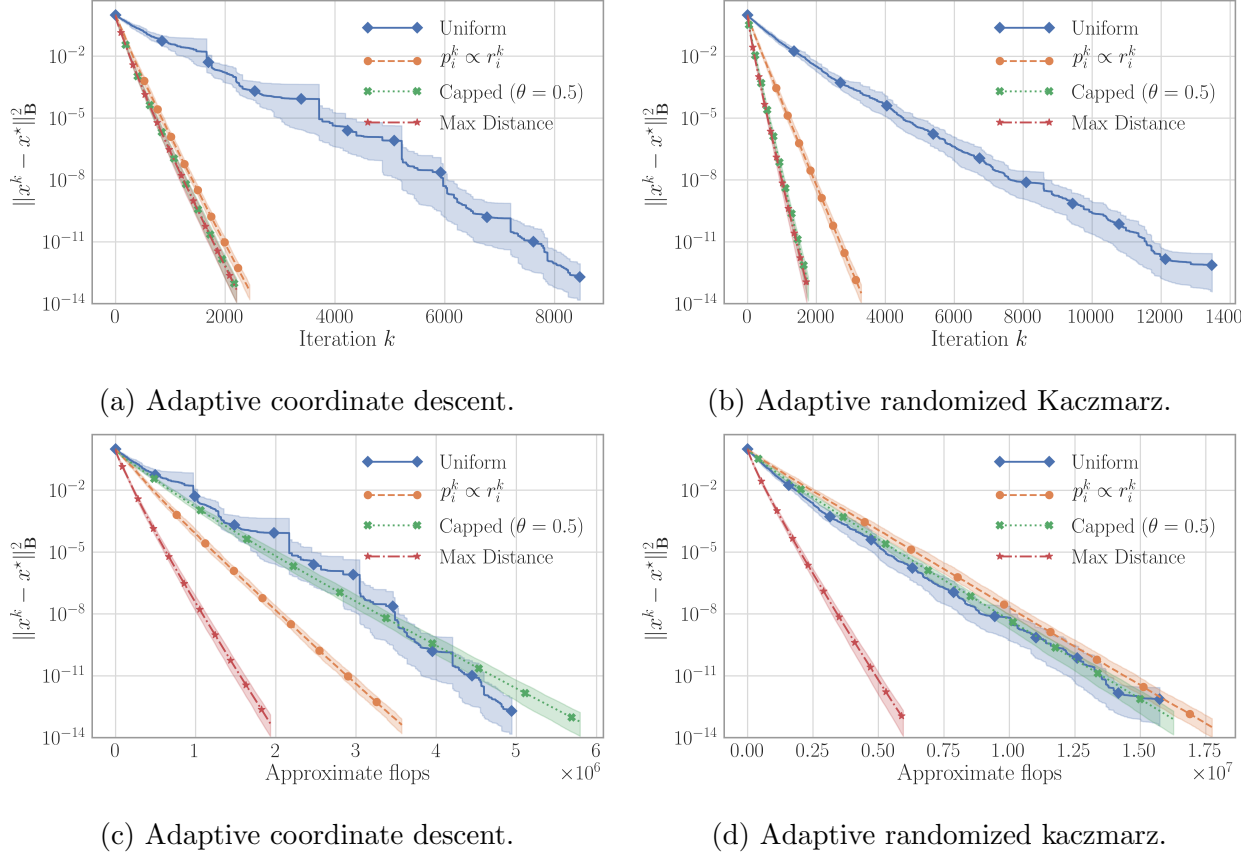 10^{-2}
10^{-5}
10^{-8}
10^{-11}
10^{-14}
‖x^k − x^⋆‖²_B
Uniform
p_i^k ∝ r_i^k
Capped (θ = 0.5)
Max Distance
0 2000 4000 6000 8000
Iteration k
(a) Adaptive coordinate descent.
10^{-2}
10^{-5}
10^{-8}
10^{-11}
10^{-14}
‖x^k − x^⋆‖²_B
Uniform
p_i^k ∝ r_i^k
Capped (θ = 0.5)
Max Distance
0 2000 4000 6000 8000 10000 12000 1400
Iteration k
(b) Adaptive randomized Kaczmarz.
10^{-2}
10^{-5}
10^{-8}
10^{-11}
10^{-14}
‖x^k − x^⋆‖²_B
Uniform
p_i^k ∝ r_i^k
Capped (θ = 0.5)
Max Distance
0 1 2 3 4 5 6
Approximate flops ×10^6
(c) Adaptive coordinate descent.
10^{-2}
10^{-5}
10^{-8}
10^{-11}
10^{-14}
‖x^k − x^⋆‖²_B
Uniform
p_i^k ∝ r_i^k
Capped (θ = 0.5)
Max Distance
0.00 0.25 0.50 0.75 1.00 1.25 1.50 1.75
Approximate flops ×10^7
(d) Adaptive randomized kaczmarz.